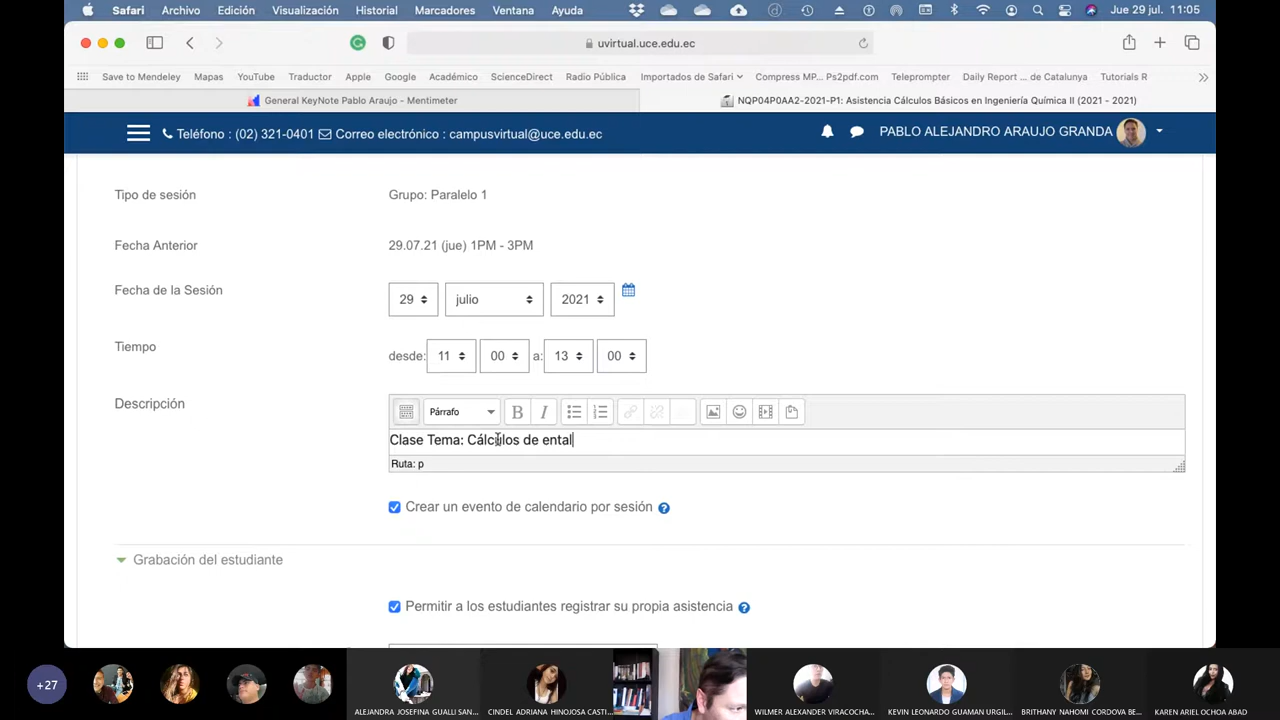 Safari Archivo Edición Visualización Historial Marcadores Ventana Ayuda Jue 29 jul. 11:05
uvirtual.uce.edu.ec
Save to Mendeley Mapas YouTube Traductor Apple Google Académico ScienceDirect Radio Pública Importados de Safari Compress MP... Ps2pdf.com Teleprompter Daily Report ... de Catalunya Tutorials R
General KeyNote Pablo Araujo - Mentimeter NQP04P0AA2-2021-P1: Asistencia Cálculos Básicos en Ingeniería Química II (2021 - 2021)
Teléfono : (02) 321-0401 Correo electrónico : campusvirtual@uce.edu.ec PABLO ALEJANDRO ARAUJO GRANDA
Tipo de sesión Grupo: Paralelo 1
Fecha Anterior 29.07.21 (jue) 1PM - 3PM
Fecha de la Sesión 29 julio 2021
Tiempo desde: 11 00 a: 13 00
Descripción Párrafo B I
Clase Tema: Cálculos de ental
Ruta: p
Crear un evento de calendario por sesión
Grabación del estudiante
Permitir a los estudiantes registrar su propia asistencia
+27 ALEJANDRA JOSEFINA GUALLI SAN... CINDEL ADRIANA HINOJOSA CASTI... WILMER ALEXANDER VIRACOCHA... KEVIN LEONARDO GUAMAN URGIL... BRITHANY NAHOMI CORDOVA BE... KAREN ARIEL OCHOA ABAD